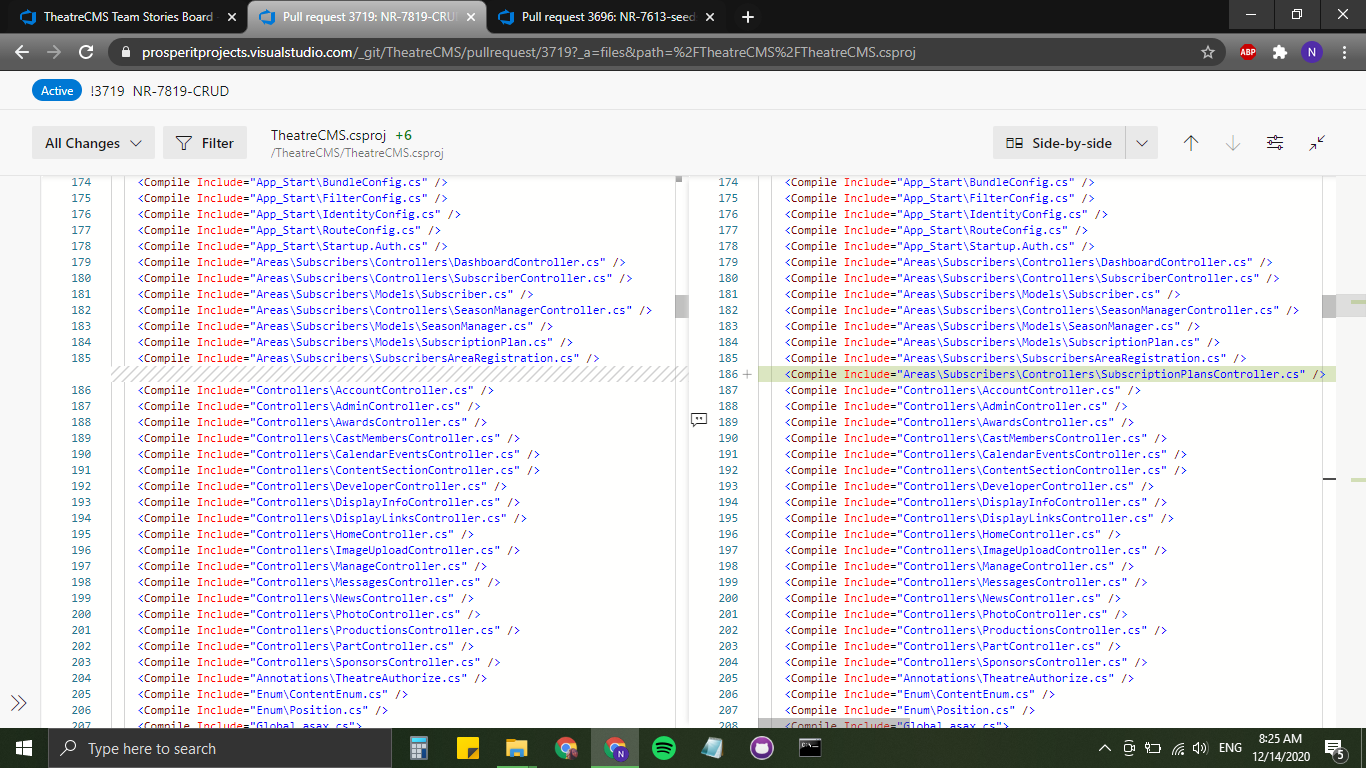 TheatreCMS Team Stories Board
Pull request 3719: NR-7819-CRU
Pull request 3696: NR-7613-seed
prosperitprojects.visualstudio.com/_git/TheatreCMS/pullrequest/3719?_a=files&path=%2FTheatreCMS%2FTheatreCMS.csproj
ABP
N
Active !3719 NR-7819-CRUD
All Changes
Filter
TheatreCMS.csproj +6
/TheatreCMS/TheatreCMS.csproj
Side-by-side
174 <Compile Include="App_Start\BundleConfig.cs" />
175 <Compile Include="App_Start\FilterConfig.cs" />
176 <Compile Include="App_Start\IdentityConfig.cs" />
177 <Compile Include="App_Start\RouteConfig.cs" />
178 <Compile Include="App_Start\Startup.Auth.cs" />
179 <Compile Include="Areas\Subscribers\Controllers\DashboardController.cs" />
180 <Compile Include="Areas\Subscribers\Controllers\SubscriberController.cs" />
181 <Compile Include="Areas\Subscribers\Models\Subscriber.cs" />
182 <Compile Include="Areas\Subscribers\Controllers\SeasonManagerController.cs" />
183 <Compile Include="Areas\Subscribers\Models\SeasonManager.cs" />
184 <Compile Include="Areas\Subscribers\Models\SubscriptionPlan.cs" />
185 <Compile Include="Areas\Subscribers\SubscribersAreaRegistration.cs" />
186 <Compile Include="Controllers\AccountController.cs" />
187 <Compile Include="Controllers\AdminController.cs" />
188 <Compile Include="Controllers\AwardsController.cs" />
189 <Compile Include="Controllers\CastMembersController.cs" />
190 <Compile Include="Controllers\CalendarEventsController.cs" />
191 <Compile Include="Controllers\ContentSectionController.cs" />
192 <Compile Include="Controllers\DeveloperController.cs" />
193 <Compile Include="Controllers\DisplayInfoController.cs" />
194 <Compile Include="Controllers\DisplayLinksController.cs" />
195 <Compile Include="Controllers\HomeController.cs" />
196 <Compile Include="Controllers\ImageUploadController.cs" />
197 <Compile Include="Controllers\ManageController.cs" />
198 <Compile Include="Controllers\MessagesController.cs" />
199 <Compile Include="Controllers\NewsController.cs" />
200 <Compile Include="Controllers\PhotoController.cs" />
201 <Compile Include="Controllers\ProductionsController.cs" />
202 <Compile Include="Controllers\PartController.cs" />
203 <Compile Include="Controllers\SponsorsController.cs" />
204 <Compile Include="Annotations\TheatreAuthorize.cs" />
205 <Compile Include="Enum\ContentEnum.cs" />
206 <Compile Include="Enum\Position.cs" />
207 <Compile Include="Global.asax.cs">
174 <Compile Include="App_Start\BundleConfig.cs" />
175 <Compile Include="App_Start\FilterConfig.cs" />
176 <Compile Include="App_Start\IdentityConfig.cs" />
177 <Compile Include="App_Start\RouteConfig.cs" />
178 <Compile Include="App_Start\Startup.Auth.cs" />
179 <Compile Include="Areas\Subscribers\Controllers\DashboardController.cs" />
180 <Compile Include="Areas\Subscribers\Controllers\SubscriberController.cs" />
181 <Compile Include="Areas\Subscribers\Models\Subscriber.cs" />
182 <Compile Include="Areas\Subscribers\Controllers\SeasonManagerController.cs" />
183 <Compile Include="Areas\Subscribers\Models\SeasonManager.cs" />
184 <Compile Include="Areas\Subscribers\Models\SubscriptionPlan.cs" />
185 <Compile Include="Areas\Subscribers\SubscribersAreaRegistration.cs" />
186 + <Compile Include="Areas\Subscribers\Controllers\SubscriptionPlansController.cs" />
187 <Compile Include="Controllers\AccountController.cs" />
188 <Compile Include="Controllers\AdminController.cs" />
189 <Compile Include="Controllers\AwardsController.cs" />
190 <Compile Include="Controllers\CastMembersController.cs" />
191 <Compile Include="Controllers\CalendarEventsController.cs" />
192 <Compile Include="Controllers\ContentSectionController.cs" />
193 <Compile Include="Controllers\DeveloperController.cs" />
194 <Compile Include="Controllers\DisplayInfoController.cs" />
195 <Compile Include="Controllers\DisplayLinksController.cs" />
196 <Compile Include="Controllers\HomeController.cs" />
197 <Compile Include="Controllers\ImageUploadController.cs" />
198 <Compile Include="Controllers\ManageController.cs" />
199 <Compile Include="Controllers\MessagesController.cs" />
200 <Compile Include="Controllers\NewsController.cs" />
201 <Compile Include="Controllers\PhotoController.cs" />
202 <Compile Include="Controllers\ProductionsController.cs" />
203 <Compile Include="Controllers\PartController.cs" />
204 <Compile Include="Controllers\SponsorsController.cs" />
205 <Compile Include="Annotations\TheatreAuthorize.cs" />
206 <Compile Include="Enum\ContentEnum.cs" />
207 <Compile Include="Enum\Position.cs" />
208 <Compile Include="Global.asax.cs">
Type here to search
N
ENG
8:25 AM
12/14/2020
5